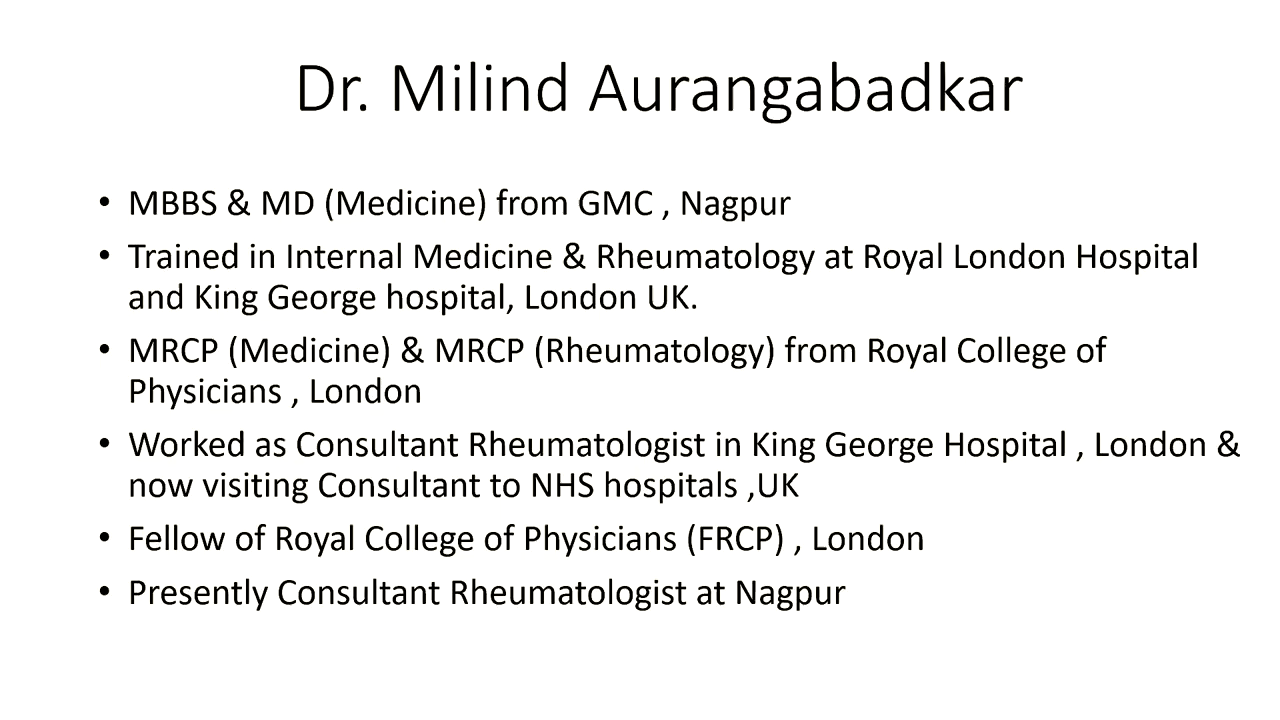 Dr. Milind Aurangabadkar
• MBBS & MD (Medicine) from GMC , Nagpur
• Trained in Internal Medicine & Rheumatology at Royal London Hospital
and King George hospital, London UK.
• MRCP (Medicine) & MRCP (Rheumatology) from Royal College of
Physicians , London
• Worked as Consultant Rheumatologist in King George Hospital , London &
now visiting Consultant to NHS hospitals ,UK
• Fellow of Royal College of Physicians (FRCP) , London
• Presently Consultant Rheumatologist at Nagpur